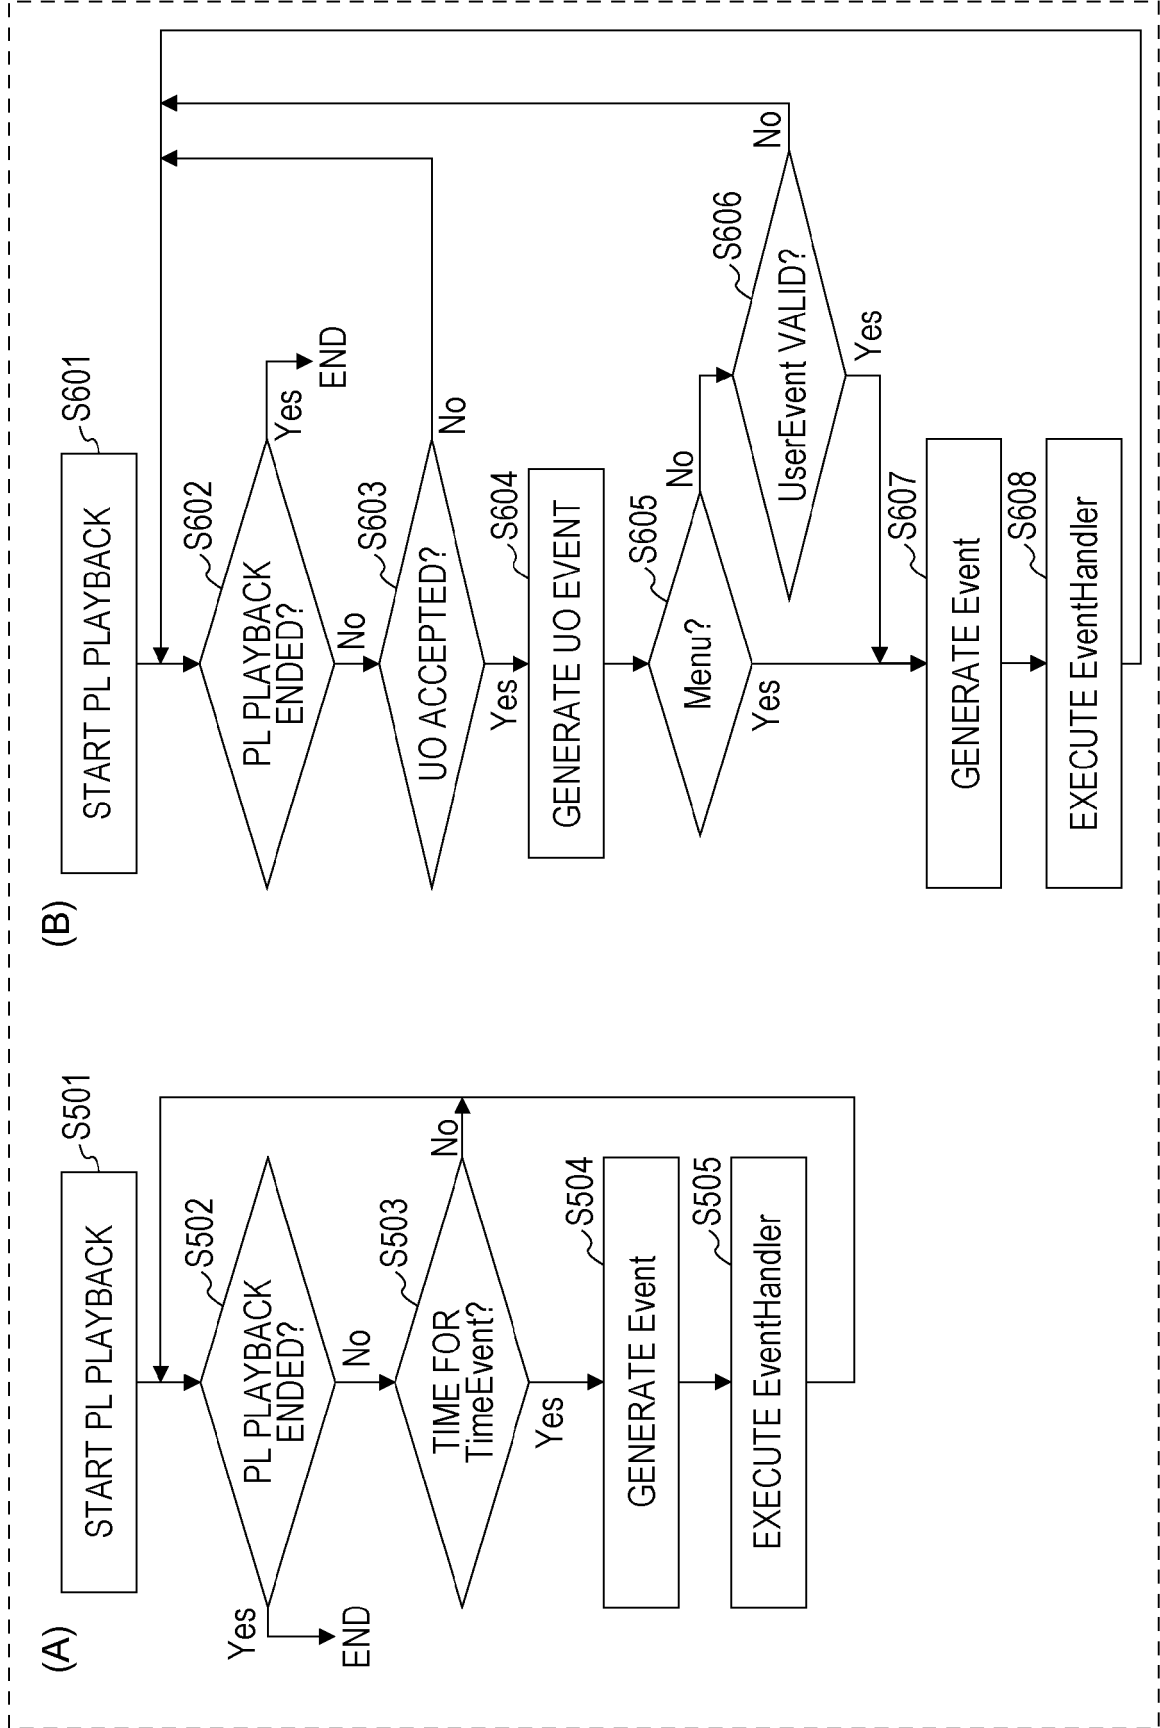 (A)
START PL PLAYBACK
S501
PL PLAYBACK
ENDED?
S502
Yes
END
No
TIME FOR
TimeEvent?
S503
No
Yes
GENERATE Event
S504
EXECUTE EventHandler
S505
(B)
START PL PLAYBACK
S601
PL PLAYBACK
ENDED?
S602
Yes
END
No
UO ACCEPTED?
S603
No
Yes
GENERATE UO EVENT
S604
Menu?
S605
No
Yes
UserEvent VALID?
S606
No
Yes
GENERATE Event
S607
EXECUTE EventHandler
S608